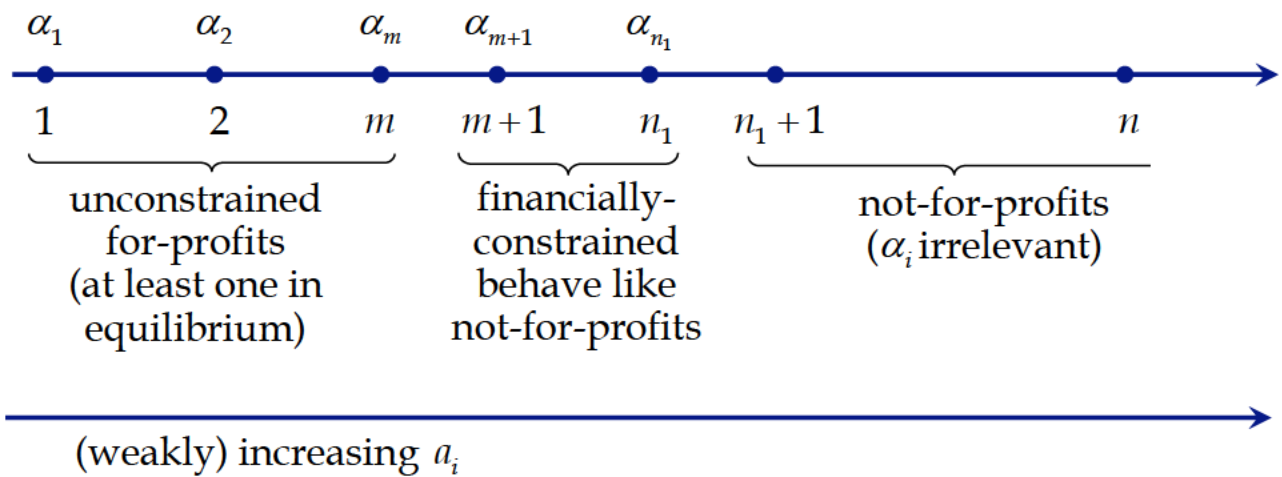 α₁ α₂ αₘ αₘ₊₁ αₙ₁
1 2 m m+1 n₁ n₁+1 n
unconstrained
for-profits
(at least one in
equilibrium)
financially-
constrained
behave like
not-for-profits
not-for-profits
(αᵢ irrelevant)
(weakly) increasing aᵢ